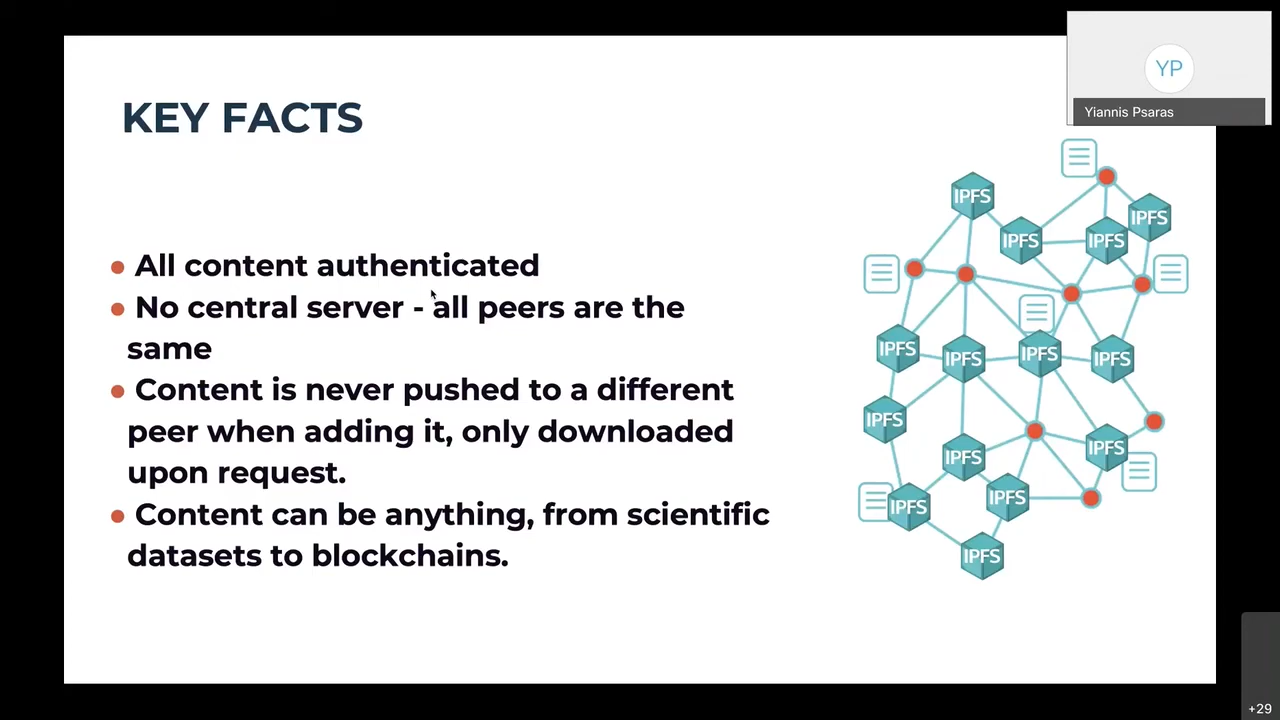 YP
Yiannis Psaras
KEY FACTS
• All content authenticated
• No central server - all peers are the
same
• Content is never pushed to a different
peer when adding it, only downloaded
upon request.
• Content can be anything, from scientific
datasets to blockchains.
IPFS
IPFS
IPFS
IPFS
IPFS
IPFS
IPFS
IPFS
IPFS
IPFS
IPFS
IPFS
IPFS
IPFS
+29